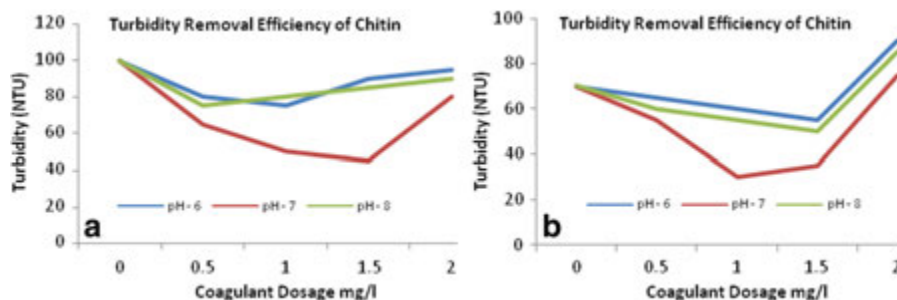 Turbidity Removal Efficiency of Chitin
120
100
80
60
40
20
0
Turbidity (NTU)
pH - 6 pH - 7 pH - 8
a
0 0.5 1 1.5 2
Coagulant Dosage mg/l
Turbidity Removal Efficiency of Chitin
100
80
60
40
20
0
Turbidity (NTU)
pH - 6 pH - 7 pH - 8
b
0 0.5 1 1.5 2
Coagulant Dosage mg/l